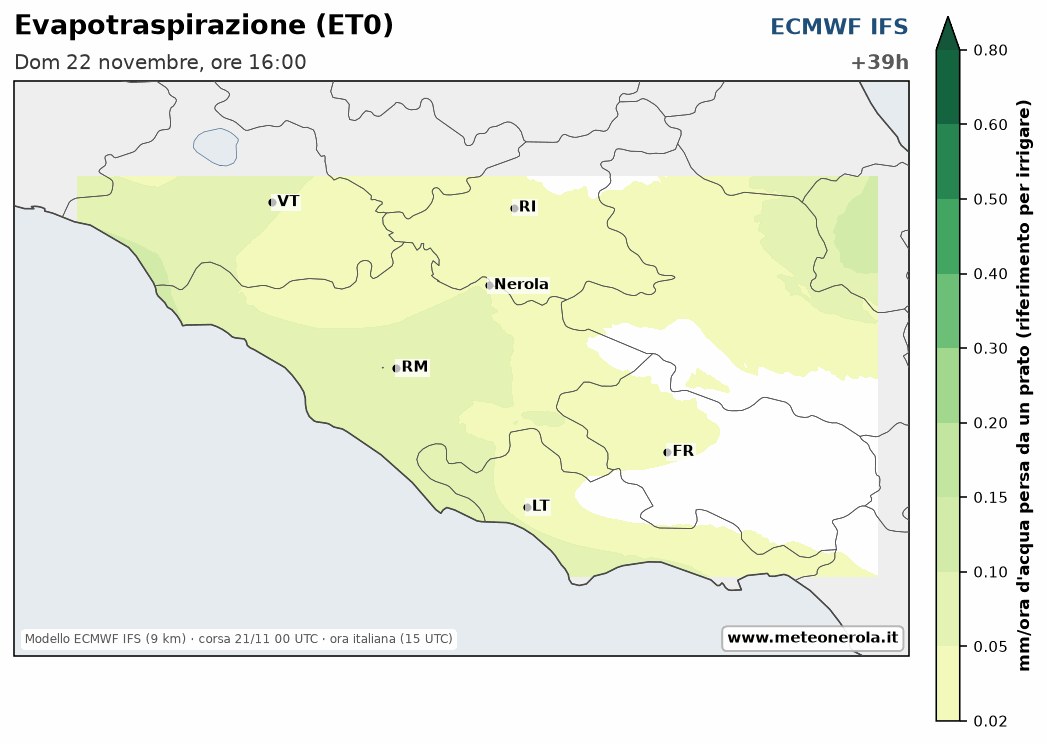 Evapotraspirazione (ET0)
ECMWF IFS
Dom 22 novembre, ore 16:00
+39h
VT
RI
Nerola
RM
FR
LT
Modello ECMWF IFS (9 km) · corsa 21/11 00 UTC · ora italiana (15 UTC)
www.meteonerola.it
0.80
0.60
0.50
0.40
0.30
0.20
0.15
0.10
0.05
0.02
mm/ora d'acqua persa da un prato (riferimento per irrigare)